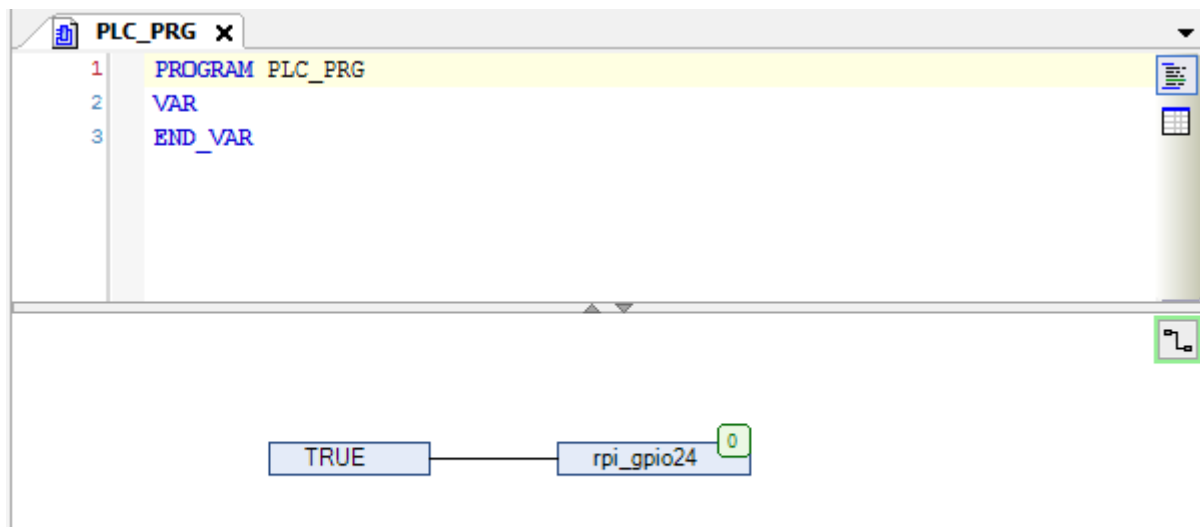 PLC_PRG X
1 PROGRAM PLC_PRG
2 VAR
3 END_VAR
TRUE rpi_gpio24 0